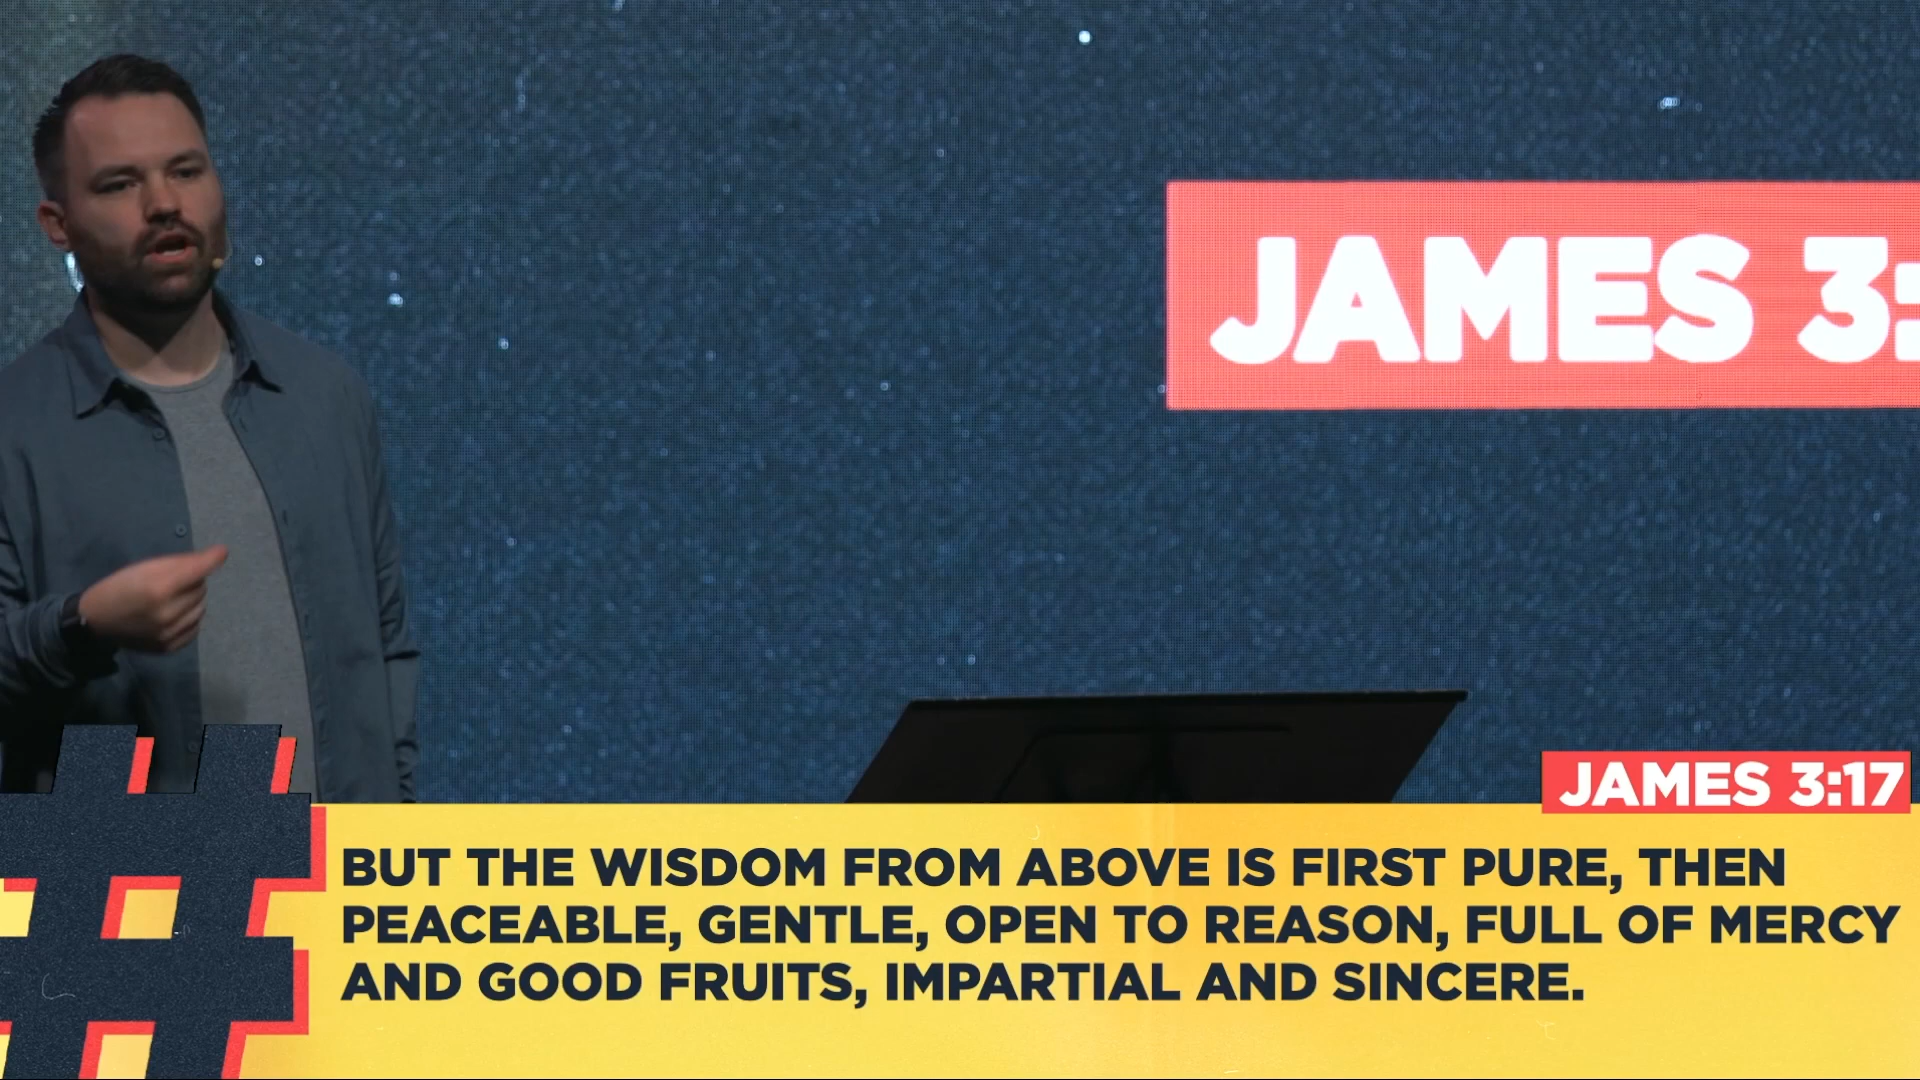 JAMES 3:
JAMES 3:17
BUT THE WISDOM FROM ABOVE IS FIRST PURE, THEN
PEACEABLE, GENTLE, OPEN TO REASON, FULL OF MERCY
AND GOOD FRUITS, IMPARTIAL AND SINCERE.
#